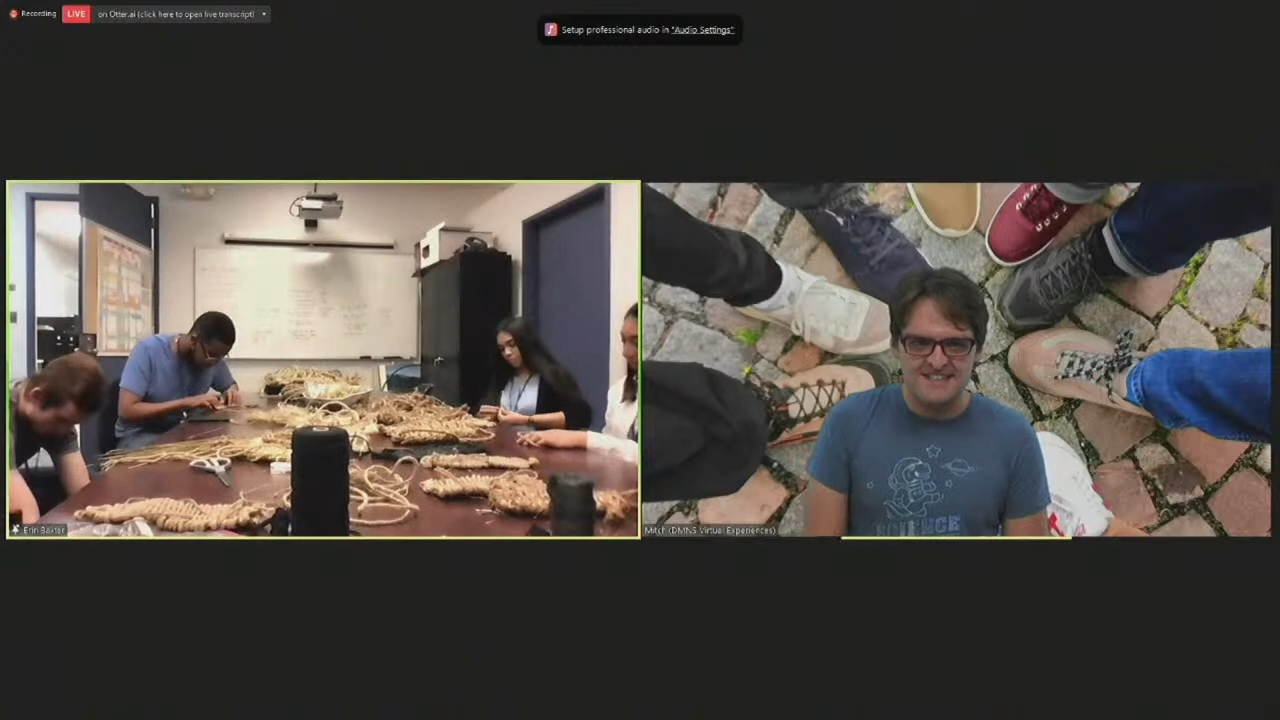 Recording
LIVE
on Otter.ai (click here to open live transcript)
Setup professional audio in "Audio Settings"
Erin Baxter
Mitch (DMNS Virtual Experiences)
SCIENCE